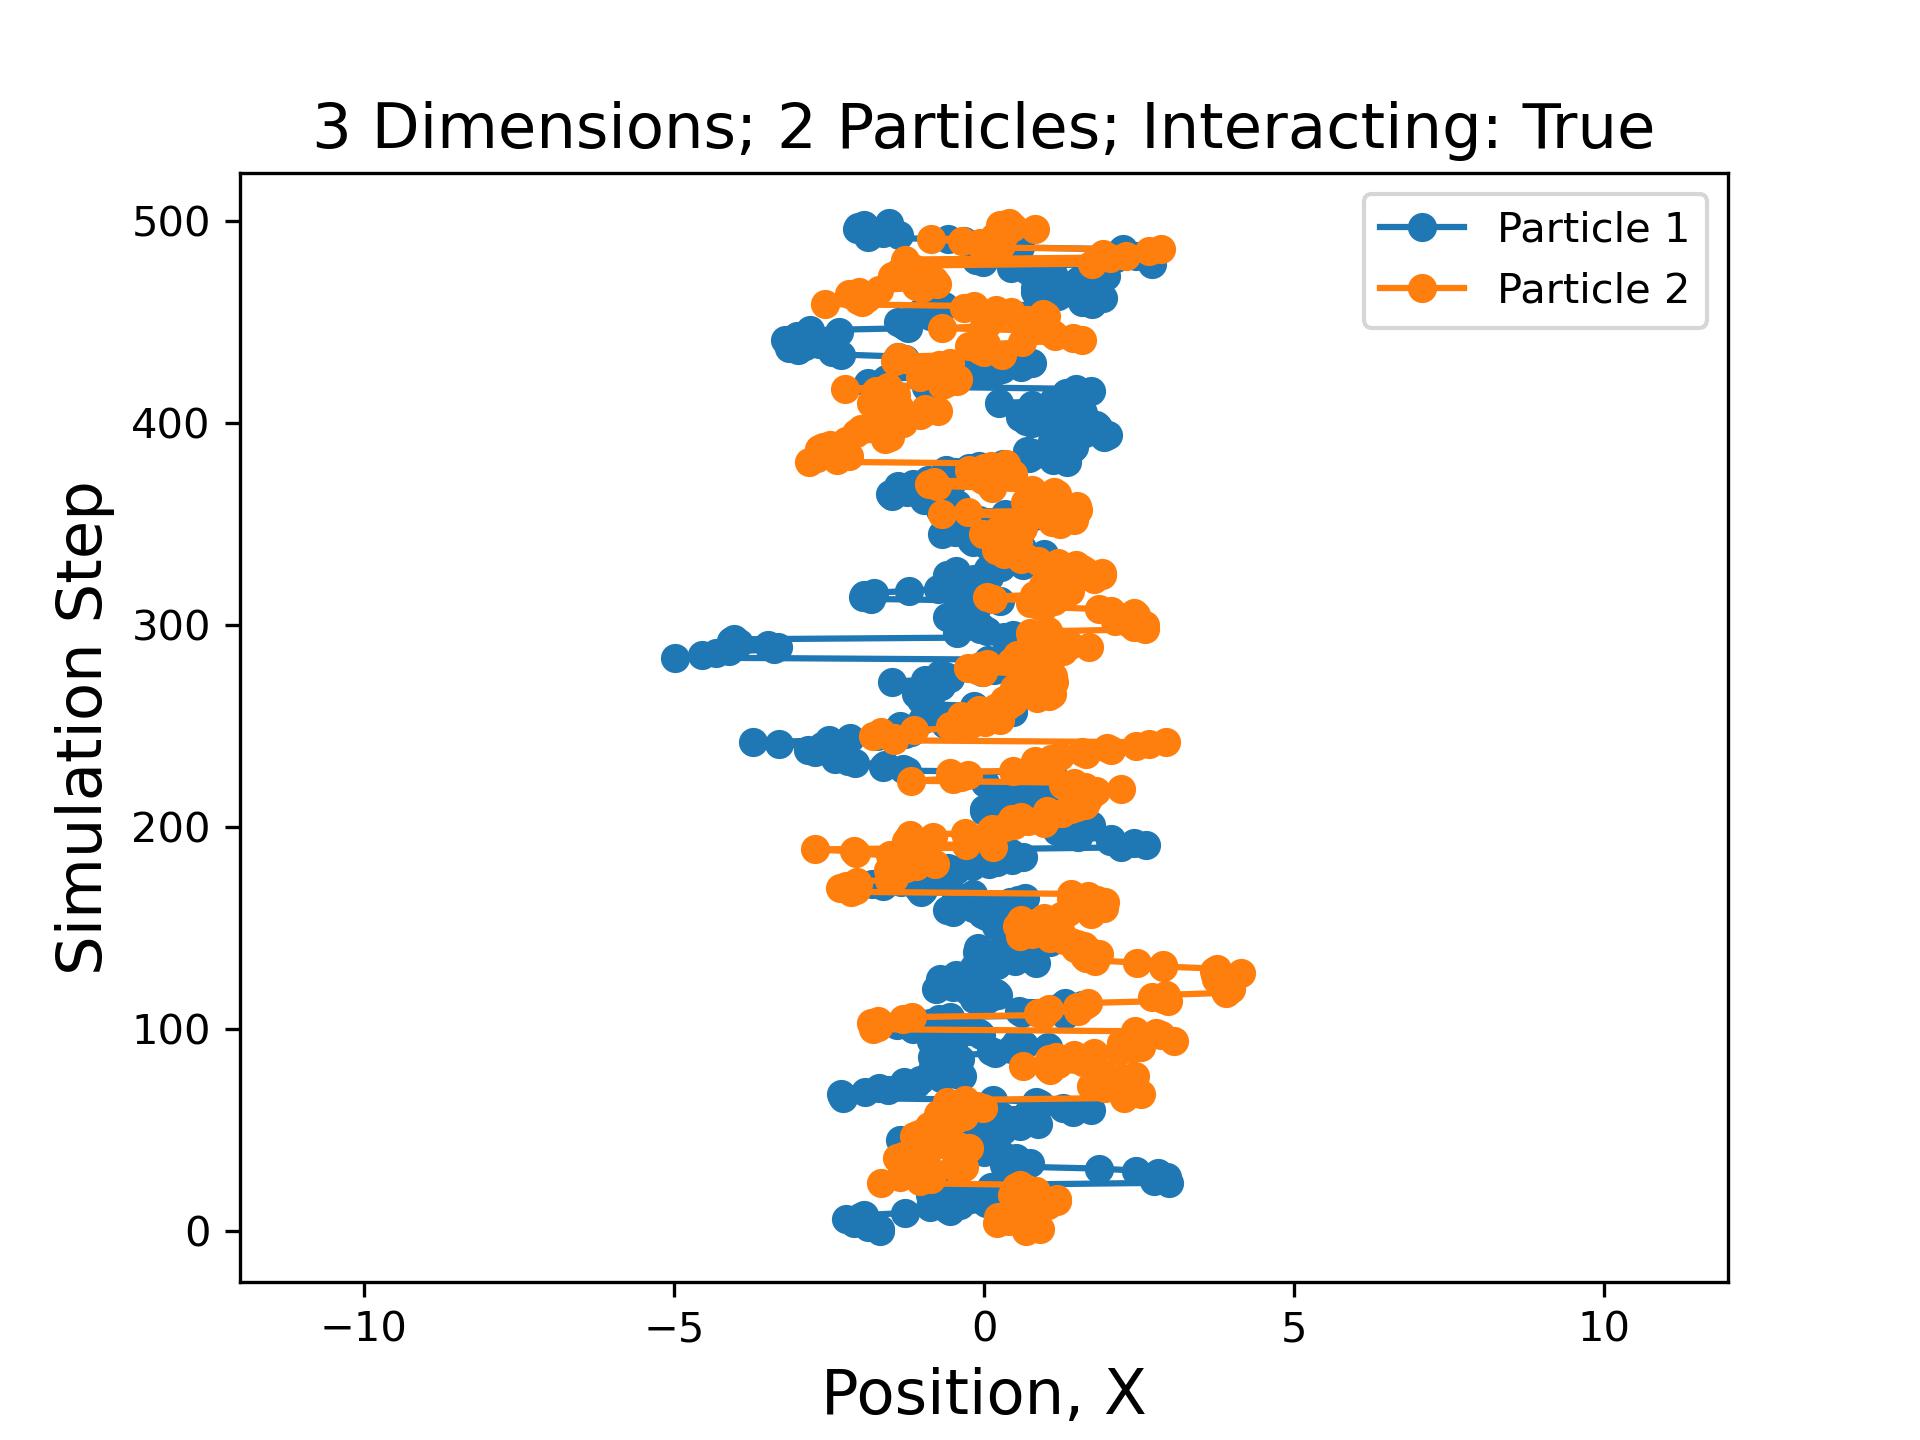 3 Dimensions; 2 Particles; Interacting: True
Particle 1
Particle 2
Simulation Step
500
400
300
200
100
0
−10
−5
0
5
10
Position, X